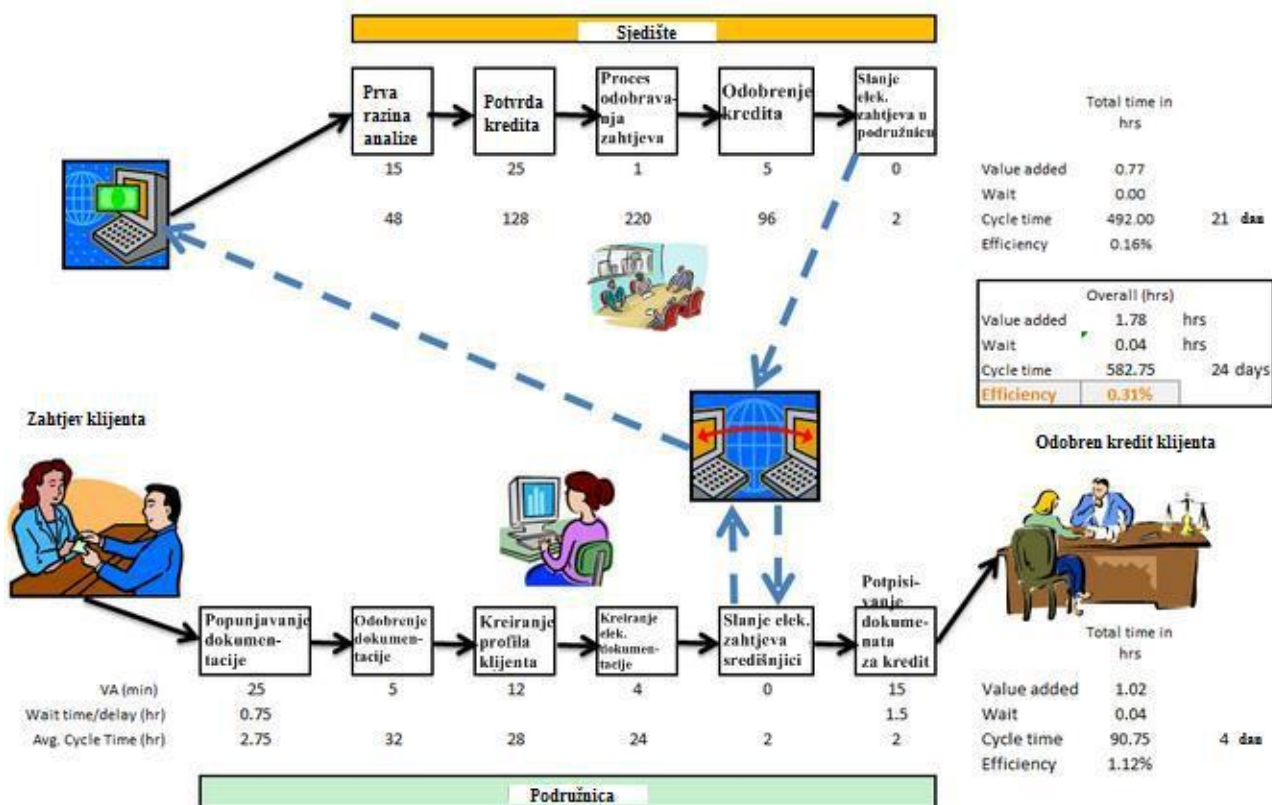 Sjedište
Prva
razina
analize
Potvrda
kredita
Proces
odobrava-
nja
zahtjeva
Odobrenje
kredita
Slanje
elek.
zahtjeva u
područnicu
15 25 1 5 0
48 128 220 96 2
Total time in
hrs
Value added 0.77
Wait 0.00
Cycle time 492.00 21 dan
Efficiency 0.16%
Overall (hrs)
Value added 1.78 hrs
Wait 0.04 hrs
Cycle time 582.75 24 days
Efficiency 0.31%
Zahtjev klijenta
Odobren kredit klijenta
Popunjavanje
dokumen-
tacije
Odobrenje
dokumen-
tacije
Kreiranje
profila
klijenta
Kreiranje
elek.
dokumen-
tacije
Slanje elek.
zahtjeva
središnjici
Potpisi-
vanje
dokume-
nata
za kredit
VA (min) 25 5 12 4 0 15
Wait time/delay (hr) 0.75 1.5
Avg. Cycle Time (hr) 2.75 32 28 24 2 2
Total time in
hrs
Value added 1.02
Wait 0.04
Cycle time 90.75 4 dan
Efficiency 1.12%
Podružnica